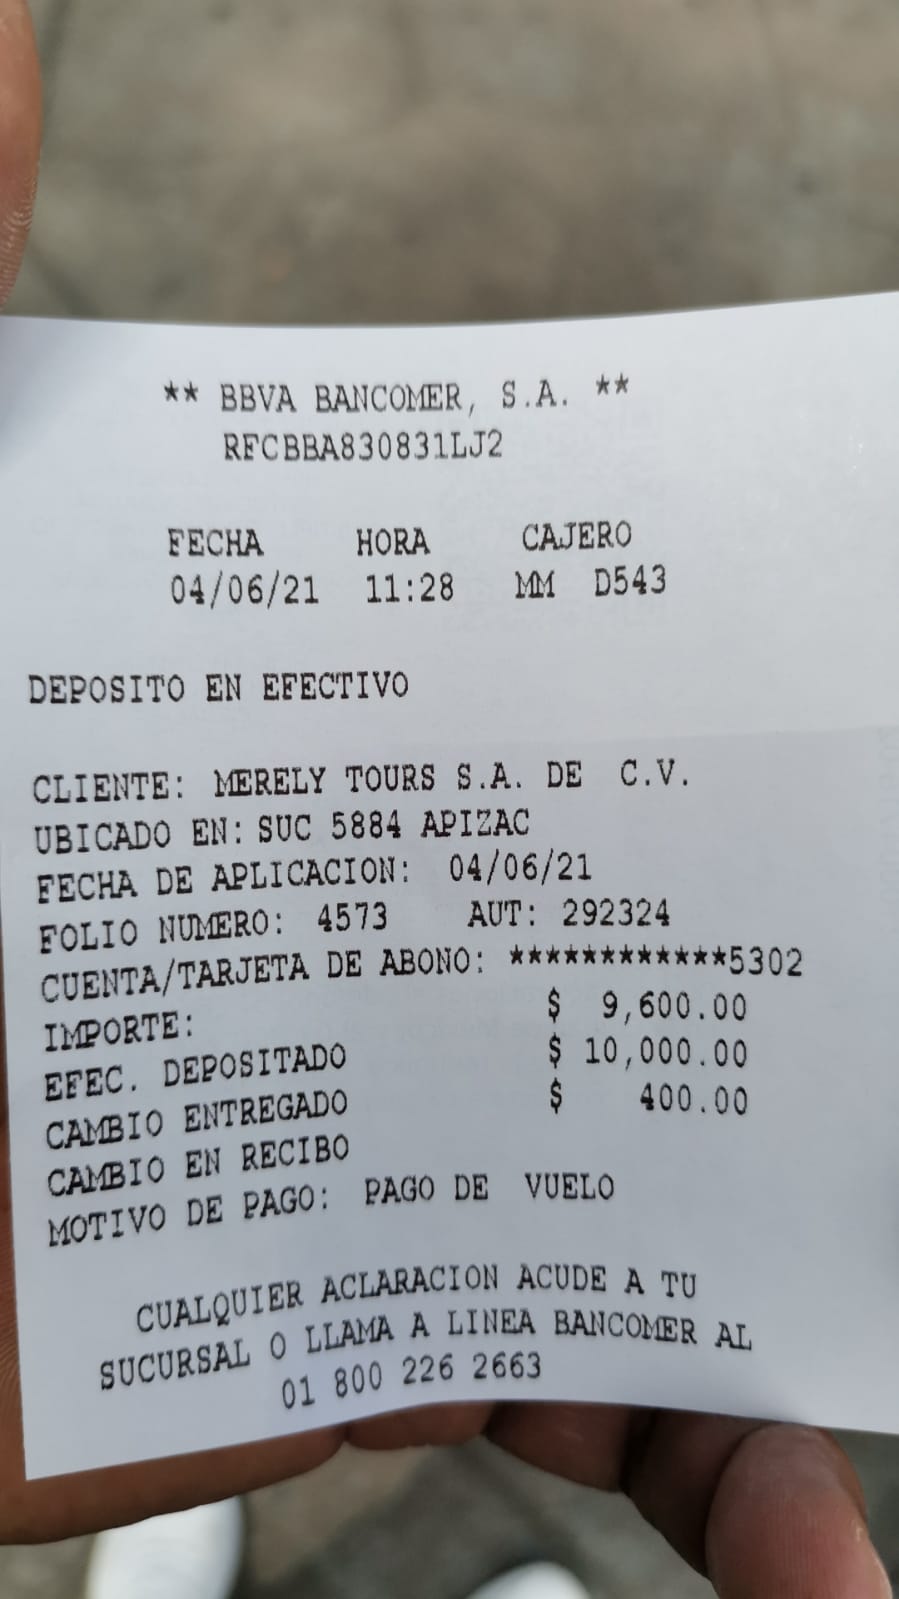 ** BBVA BANCOMER, S.A. **
RFCBBA830831LJ2
FECHA HORA CAJERO
04/06/21 11:28 MM D543
DEPOSITO EN EFECTIVO
CLIENTE: MERELY TOURS S.A. DE C.V.
UBICADO EN: SUC 5884 APIZAC
FECHA DE APLICACION: 04/06/21
FOLIO NUMERO: 4573 AUT: 292324
CUENTA/TARJETA DE ABONO: ************5302
IMPORTE: $ 9,600.00
EFEC. DEPOSITADO $ 10,000.00
CAMBIO ENTREGADO $ 400.00
CAMBIO EN RECIBO
MOTIVO DE PAGO: PAGO DE VUELO
CUALQUIER ACLARACION ACUDE A TU
SUCURSAL O LLAMA A LINEA BANCOMER AL
01 800 226 2663